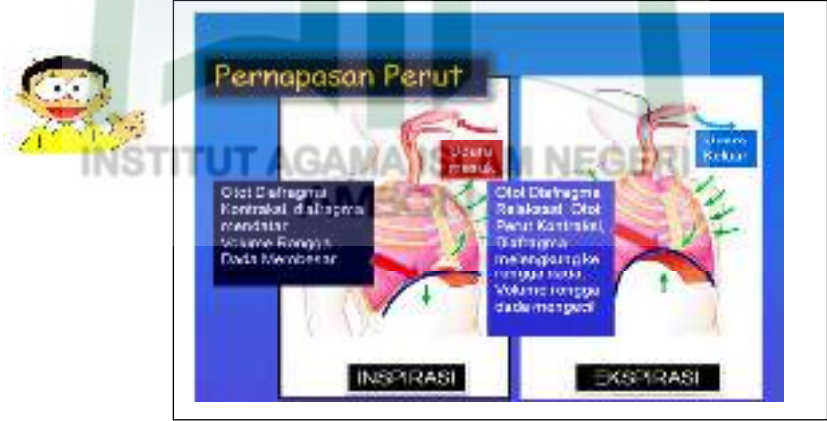 Pernapasan Perut
INSTITUT AGAMA ISLAM NEGERI
AMBON
Udara
masuk
Udara
Keluar
Otot Diafragma
Kontraksi, diafragma
mendatar
Volume Rongga
Dada Membesar
Otot Diafragma
Relaksasi, Otot
Perut Kontraksi,
Diafragma
melengkung ke
rongga dada,
Volume rongga
dada mengecil
INSPIRASI
EKSPIRASI